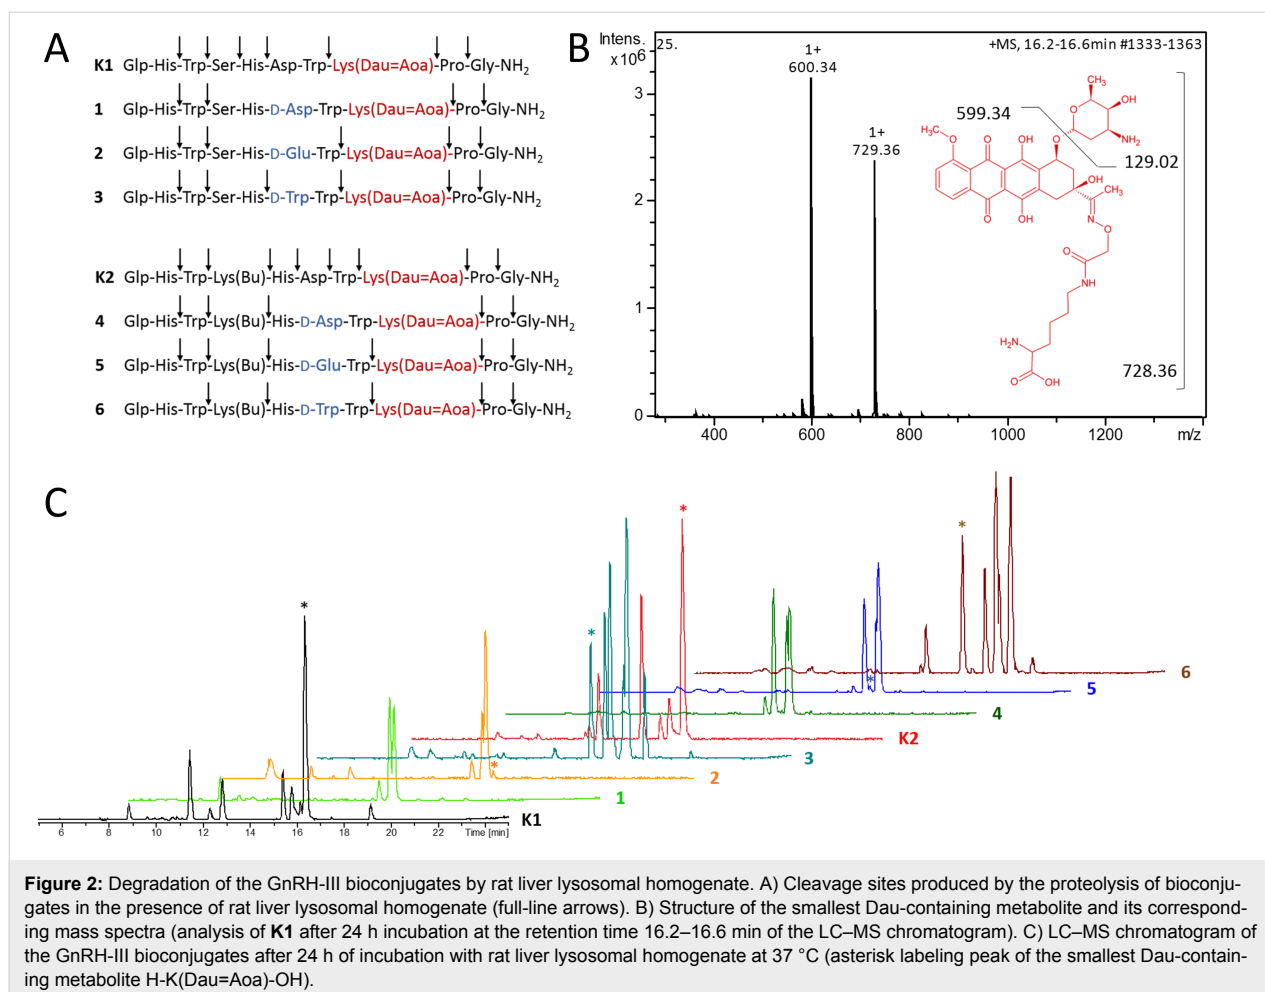 A
K1 Glp-His-Trp-Ser-His-Asp-Trp-Lys(Dau=Aoa)-Pro-Gly-NH2
1 Glp-His-Trp-Ser-His-D-Asp-Trp-Lys(Dau=Aoa)-Pro-Gly-NH2
2 Glp-His-Trp-Ser-His-D-Glu-Trp-Lys(Dau=Aoa)-Pro-Gly-NH2
3 Glp-His-Trp-Ser-His-D-Trp-Trp-Lys(Dau=Aoa)-Pro-Gly-NH2
K2 Glp-His-Trp-Lys(Bu)-His-Asp-Trp-Lys(Dau=Aoa)-Pro-Gly-NH2
4 Glp-His-Trp-Lys(Bu)-His-D-Asp-Trp-Lys(Dau=Aoa)-Pro-Gly-NH2
5 Glp-His-Trp-Lys(Bu)-His-D-Glu-Trp-Lys(Dau=Aoa)-Pro-Gly-NH2
6 Glp-His-Trp-Lys(Bu)-His-D-Trp-Trp-Lys(Dau=Aoa)-Pro-Gly-NH2
B
Intens.
x10⁶
25.
+MS, 16.2-16.6min #1333-1363
1+
600.34
1+
729.36
3
2
1
0
400 600 800 1000 1200 m/z
599.34
129.02
728.36
CH3
O
OH
NH2
O
H3C
O
O
OH
OH
CH3
O
OH
N
O
O
NH
H2N
O
OH
C
*
*
*
*
*
*
6
5
4
K2
3
2
1
K1
6 8 10 12 14 16 18 20 22 Time [min]
Figure 2: Degradation of the GnRH-III bioconjugates by rat liver lysosomal homogenate. A) Cleavage sites produced by the proteolysis of bioconju-
gates in the presence of rat liver lysosomal homogenate (full-line arrows). B) Structure of the smallest Dau-containing metabolite and its correspond-
ing mass spectra (analysis of K1 after 24 h incubation at the retention time 16.2–16.6 min of the LC–MS chromatogram). C) LC–MS chromatogram of
the GnRH-III bioconjugates after 24 h of incubation with rat liver lysosomal homogenate at 37 °C (asterisk labeling peak of the smallest Dau-contain-
ing metabolite H-K(Dau=Aoa)-OH).